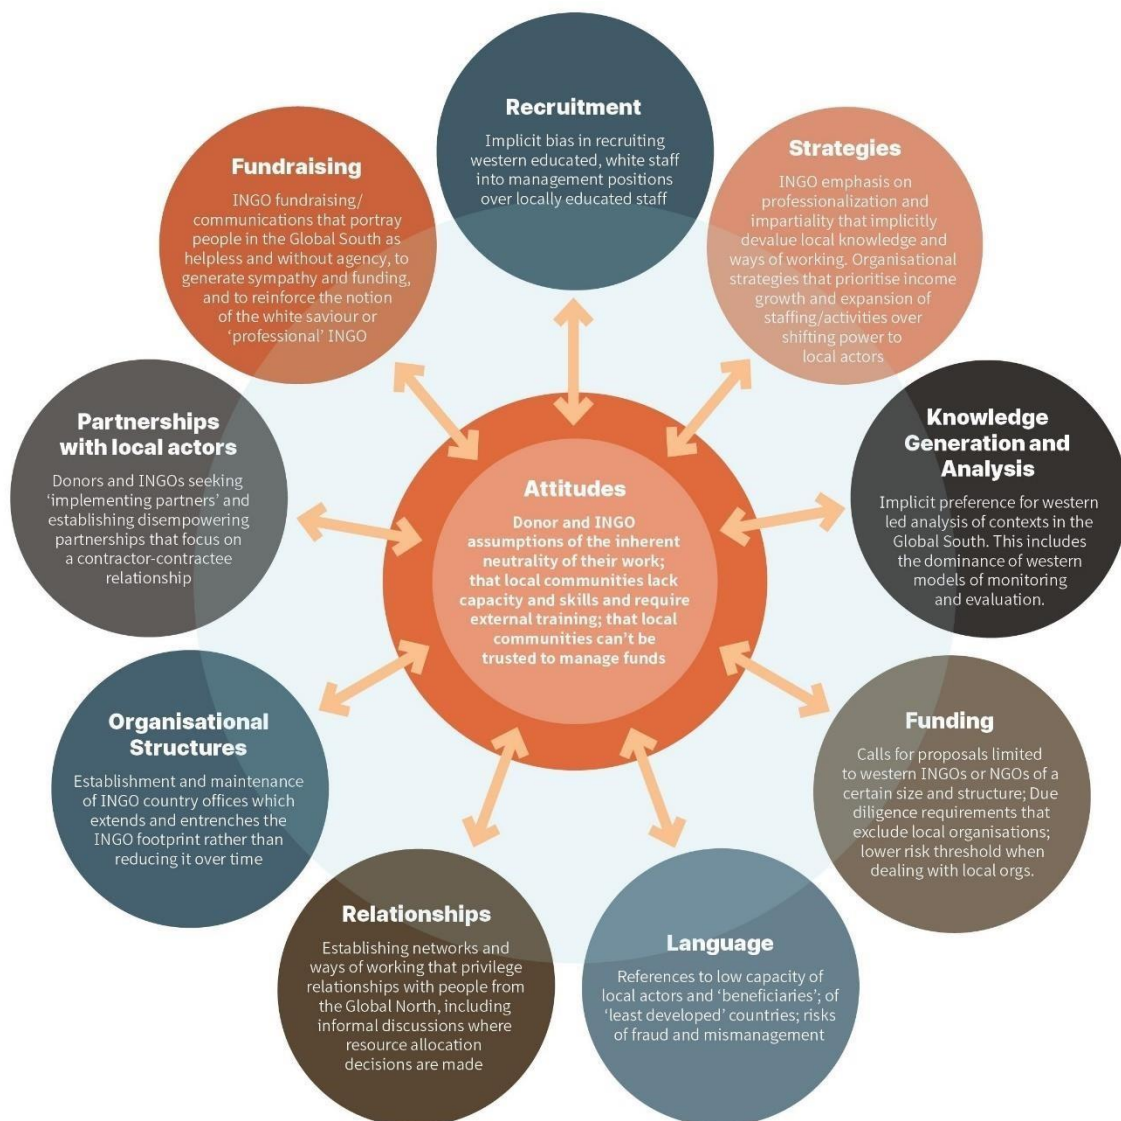 Recruitment
Implicit bias in recruiting
western educated, white staff
into management positions
over locally educated staff
Strategies
INGO emphasis on
professionalization and
impartiality that implicitly
devalue local knowledge and
ways of working. Organisational
strategies that prioritise income
growth and expansion of
staffing/activities over
shifting power to
local actors
Knowledge
Generation and
Analysis
Implicit preference for western
led analysis of contexts in the
Global South. This includes
the dominance of western
models of monitoring
and evaluation.
Funding
Calls for proposals limited
to western INGOs or NGOs of a
certain size and structure; Due
diligence requirements that
exclude local organisations;
lower risk threshold when
dealing with local orgs.
Language
References to low capacity of
local actors and ‘beneficiaries’; of
‘least developed’ countries; risks
of fraud and mismanagement
Relationships
Establishing networks and
ways of working that privilege
relationships with people from
the Global North, including
informal discussions where
resource allocation
decisions are made
Organisational
Structures
Establishment and maintenance
of INGO country offices which
extends and entrenches the
INGO footprint rather than
reducing it over time
Partnerships
with local actors
Donors and INGOs seeking
‘implementing partners’ and
establishing disempowering
partnerships that focus on
a contractor-contractee
relationship
Fundraising
INGO fundraising/
communications that portray
people in the Global South as
helpless and without agency, to
generate sympathy and funding,
and to reinforce the notion
of the white saviour or
‘professional’ INGO
Attitudes
Donor and INGO
assumptions of the inherent
neutrality of their work;
that local communities lack
capacity and skills and require
external training; that local
communities can’t be
trusted to manage funds